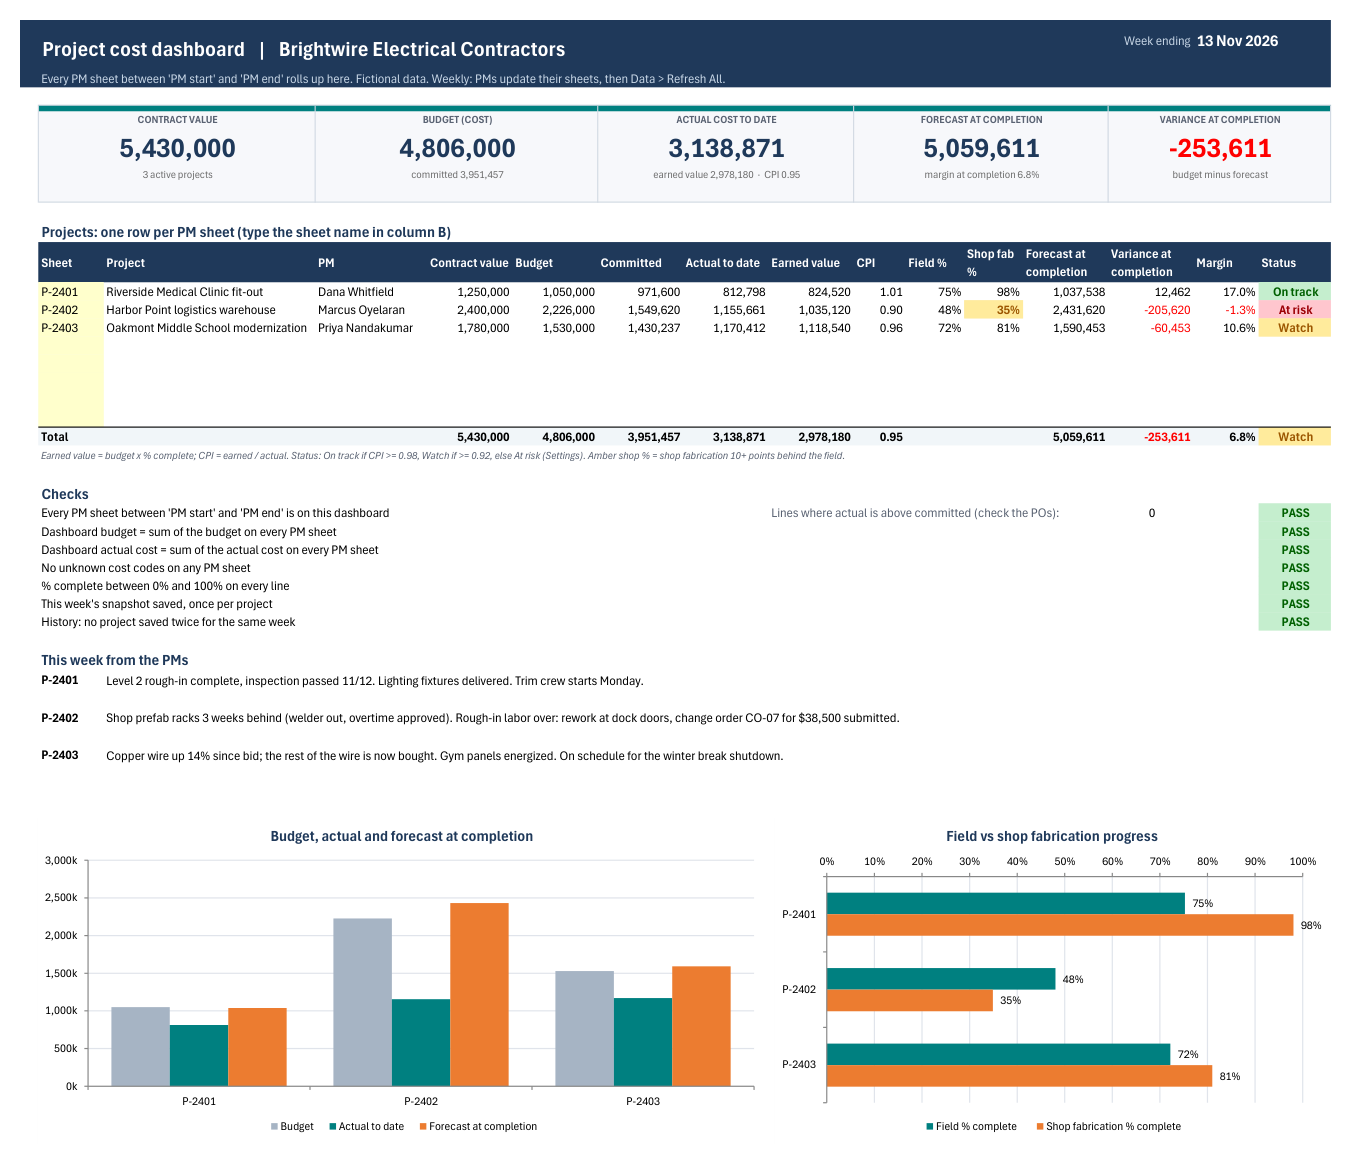 Project cost dashboard | Brightwire Electrical Contractors
Week ending 13 Nov 2026
Every PM sheet between 'PM start' and 'PM end' rolls up here. Fictional data. Weekly: PMs update their sheets, then Data > Refresh All.
CONTRACT VALUE BUDGET (COST) ACTUAL COST TO DATE FORECAST AT COMPLETION VARIANCE AT COMPLETION
5,430,000 4,806,000 3,138,871 5,059,611 -253,611
3 active projects committed 3,951,457 earned value 2,978,180 · CPI 0.95 margin at completion 6.8% budget minus forecast
Projects: one row per PM sheet (type the sheet name in column B)
Sheet Project PM Contract value Budget Committed Actual to date Earned value CPI Field % Shop fab % Forecast at completion Variance at completion Margin Status
P-2401 Riverside Medical Clinic fit-out Dana Whitfield 1,250,000 1,050,000 971,600 812,798 824,520 1.01 75% 98% 1,037,538 12,462 17.0% On track
P-2402 Harbor Point logistics warehouse Marcus Oyelaran 2,400,000 2,226,000 1,549,620 1,155,661 1,035,120 0.90 48% 35% 2,431,620 -205,620 -1.3% At risk
P-2403 Oakmont Middle School modernization Priya Nandakumar 1,780,000 1,530,000 1,430,237 1,170,412 1,118,540 0.96 72% 81% 1,590,453 -60,453 10.6% Watch
Total 5,430,000 4,806,000 3,951,457 3,138,871 2,978,180 0.95 5,059,611 -253,611 6.8% Watch
Earned value = budget x % complete; CPI = earned / actual. Status: On track if CPI >= 0.98, Watch if >= 0.92, else At risk (Settings). Amber shop % = shop fabrication 10+ points behind the field.
Checks
Every PM sheet between 'PM start' and 'PM end' is on this dashboard Lines where actual is above committed (check the POs): 0 PASS
Dashboard budget = sum of the budget on every PM sheet PASS
Dashboard actual cost = sum of the actual cost on every PM sheet PASS
No unknown cost codes on any PM sheet PASS
% complete between 0% and 100% on every line PASS
This week's snapshot saved, once per project PASS
History: no project saved twice for the same week PASS
This week from the PMs
P-2401 Level 2 rough-in complete, inspection passed 11/12. Lighting fixtures delivered. Trim crew starts Monday.
P-2402 Shop prefab racks 3 weeks behind (welder out, overtime approved). Rough-in labor over: rework at dock doors, change order CO-07 for $38,500 submitted.
P-2403 Copper wire up 14% since bid; the rest of the wire is now bought. Gym panels energized. On schedule for the winter break shutdown.
Budget, actual and forecast at completion
3,000k
2,500k
2,000k
1,500k
1,000k
500k
0k
P-2401 P-2402 P-2403
Budget Actual to date Forecast at completion
Field vs shop fabrication progress
0% 10% 20% 30% 40% 50% 60% 70% 80% 90% 100%
P-2401 75% 98%
P-2402 48% 35%
P-2403 72% 81%
Field % complete Shop fabrication % complete